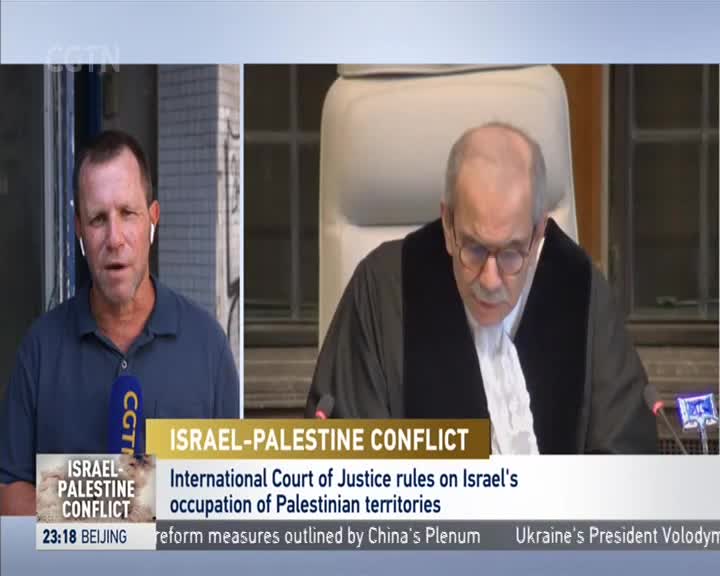 CGTN
CGTN
ISRAEL-PALESTINE CONFLICT
International Court of Justice rules on Israel's
occupation of Palestinian territories
ISRAEL-
PALESTINE
CONFLICT
23:18 BEIJING
reform measures outlined by China's Plenum Ukraine's President Volodym